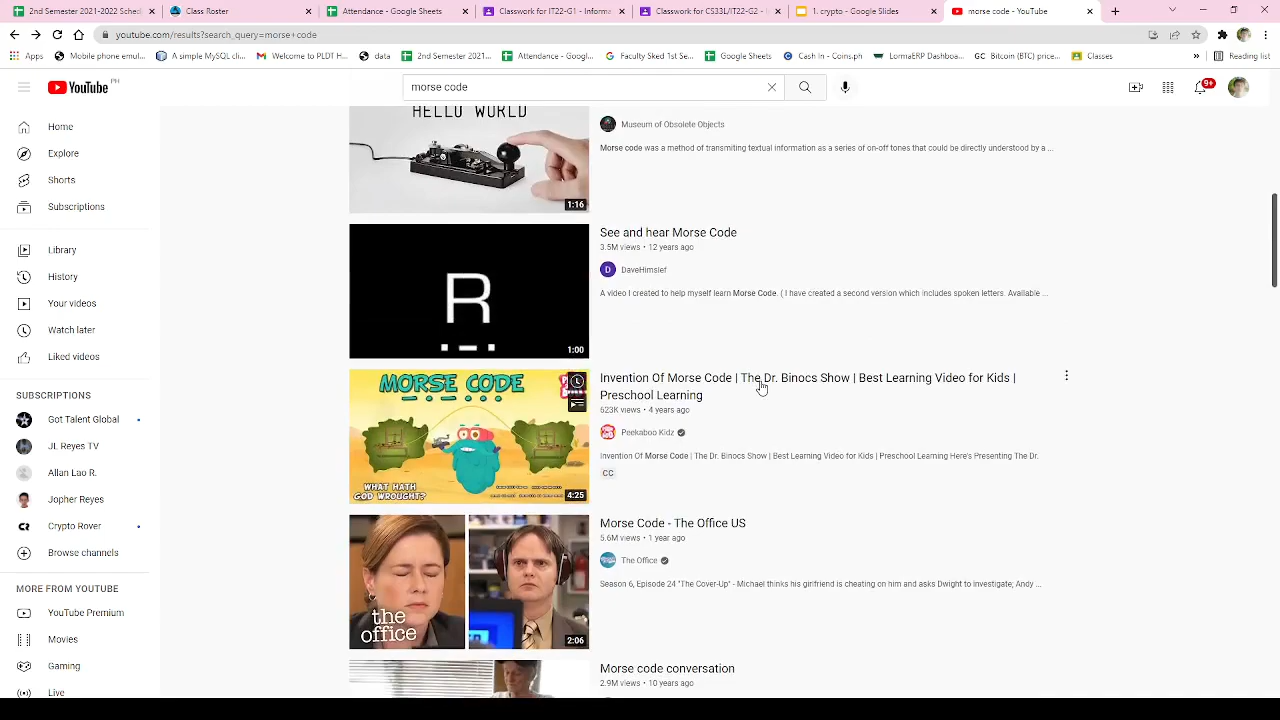 2nd Semester 2021-2022 Sched
Class Roster
Attendance - Google Sheets
Classwork for IT22-G1 - Informa
Classwork for CS33L/IT22-G2 - I
1. crypto - Google Slides
morse code - YouTube
youtube.com/results?search_query=morse+code
Apps
Mobile phone emul...
A simple MySQL cli...
Welcome to PLDT H...
data
2nd Semester 2021...
Attendance - Googl...
Faculty Sked 1st S...
Google Sheets
Cash In - Coins.ph
LormaERP Dashboa...
Bitcoin (BTC) price...
Classes
»
Reading list
YouTube PH
morse code
9+
Home
Explore
Shorts
Subscriptions
Library
History
Your videos
Watch later
Liked videos
SUBSCRIPTIONS
Got Talent Global
JL Reyes TV
Allan Lao R.
Jopher Reyes
Crypto Rover
Browse channels
MORE FROM YOUTUBE
YouTube Premium
Movies
Gaming
Live
HELLO WORLD
1:16
Museum of Obsolete Objects
Morse code was a method of transmiting textual information as a series of on-off tones that could be directly understood by a ...
R
1:00
See and hear Morse Code
3.5M views • 12 years ago
D DaveHimslef
A video I created to help myself learn Morse Code. ( I have created a second version which includes spoken letters. Available ...
MORSE CODE
WHAT HATH
GOD WROUGHT?
4:25
Invention Of Morse Code | The Dr. Binocs Show | Best Learning Video for Kids |
Preschool Learning
623K views • 4 years ago
Peekaboo Kidz
Invention Of Morse Code | The Dr. Binocs Show | Best Learning Video for Kids | Preschool Learning Here's Presenting The Dr.
CC
the
office
2:06
Morse Code - The Office US
5.6M views • 1 year ago
The Office
Season 6, Episode 24 "The Cover-Up" - Michael thinks his girlfriend is cheating on him and asks Dwight to investigate; Andy ...
Morse code conversation
2.9M views • 10 years ago